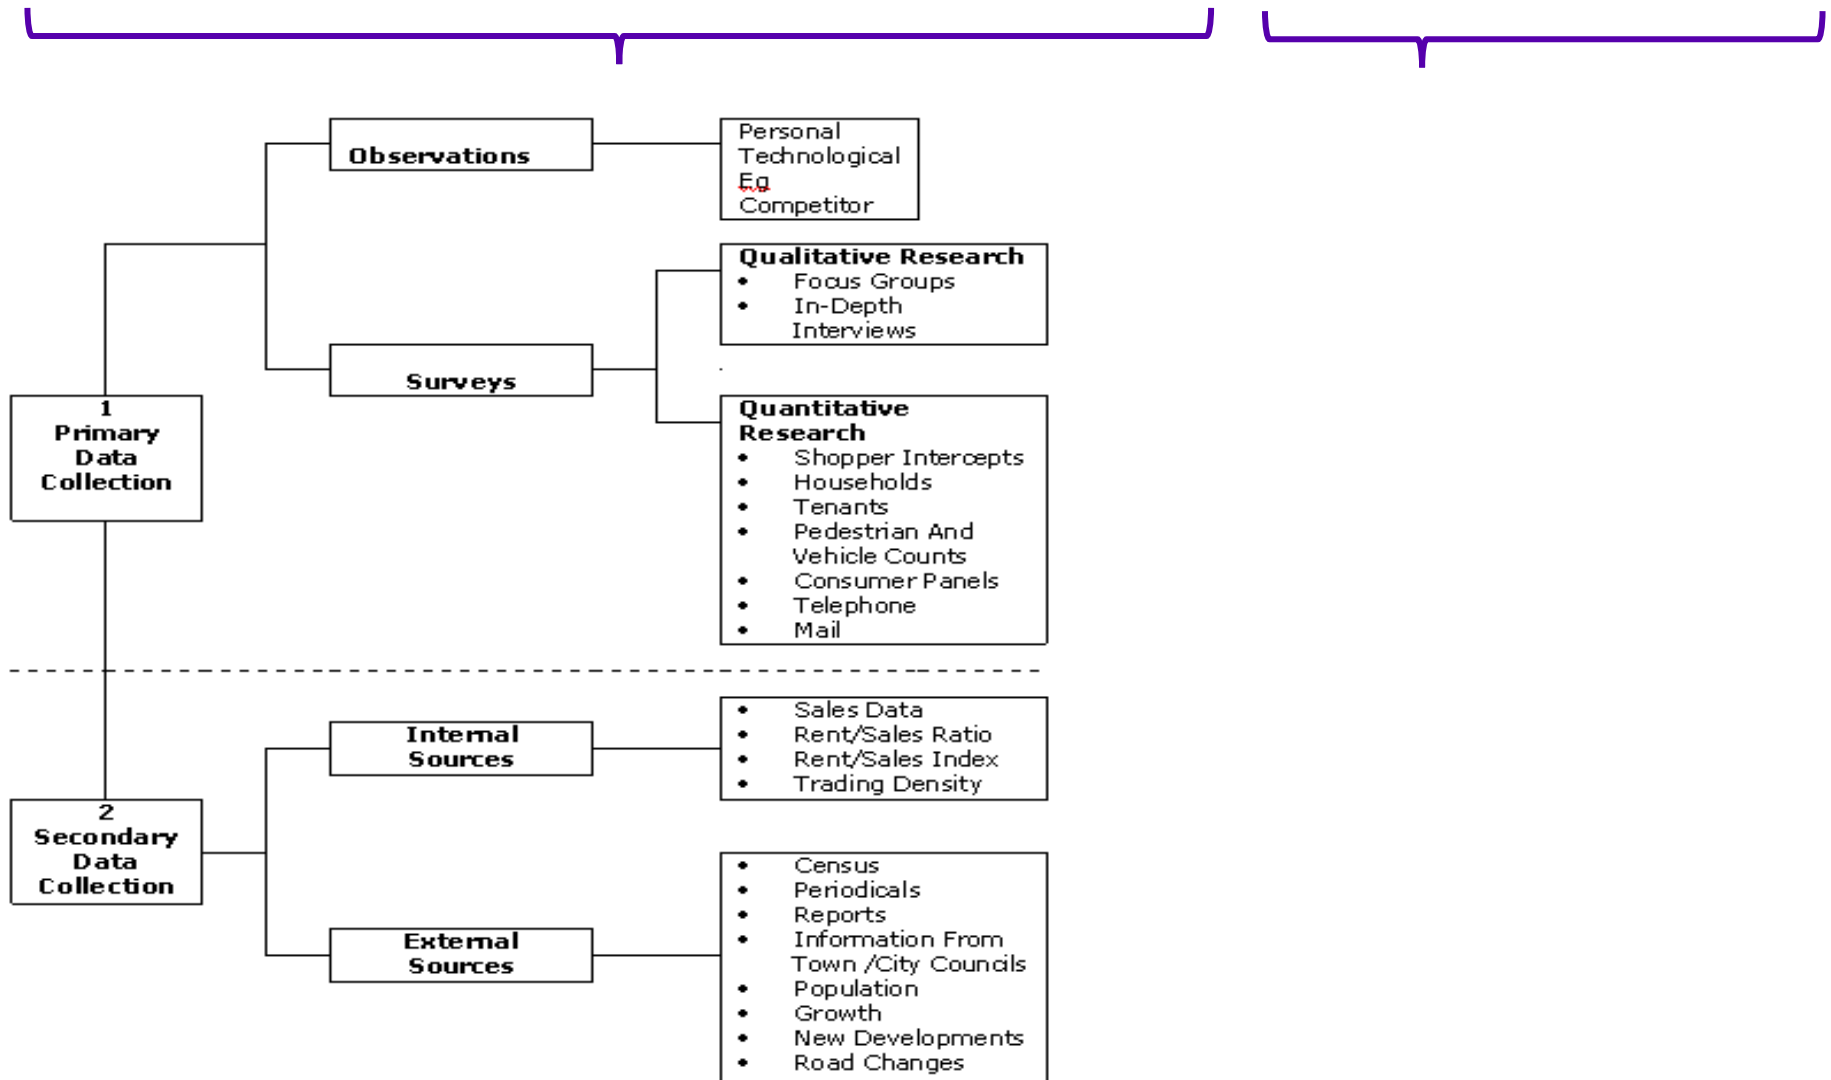 Observations
Personal
Technological
Eg
Competitor
Qualitative Research
• Focus Groups
• In-Depth
Interviews
Surveys
1
Primary
Data
Collection
Quantitative
Research
• Shopper Intercepts
• Households
• Tenants
• Pedestrian And
Vehicle Counts
• Consumer Panels
• Telephone
• Mail
Internal
Sources
• Sales Data
• Rent/Sales Ratio
• Rent/Sales Index
• Trading Density
2
Secondary
Data
Collection
External
Sources
• Census
• Periodicals
• Reports
• Information From
Town /City Councils
• Population
• Growth
• New Developments
• Road Changes